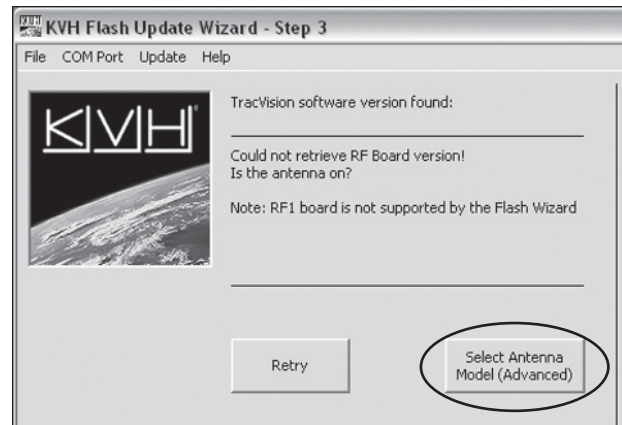 KVH Flash Update Wizard - Step 3
File COM Port Update Help
KVH
TracVision software version found:
Could not retrieve RF Board version!
Is the antenna on?
Note: RF1 board is not supported by the Flash Wizard
Retry
Select Antenna
Model (Advanced)